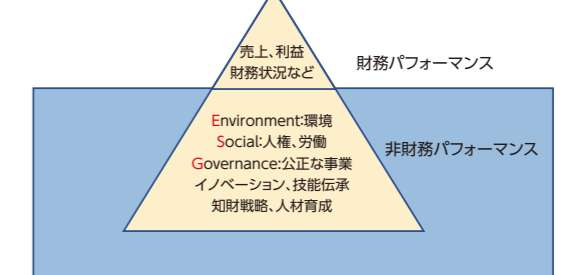 売上、利益
財務状況など
財務パフォーマンス
Environment:環境
Social:人権、労働
Governance:公正な事業
イノベーション、技能伝承
知財戦略、人材育成
非財務パフォーマンス